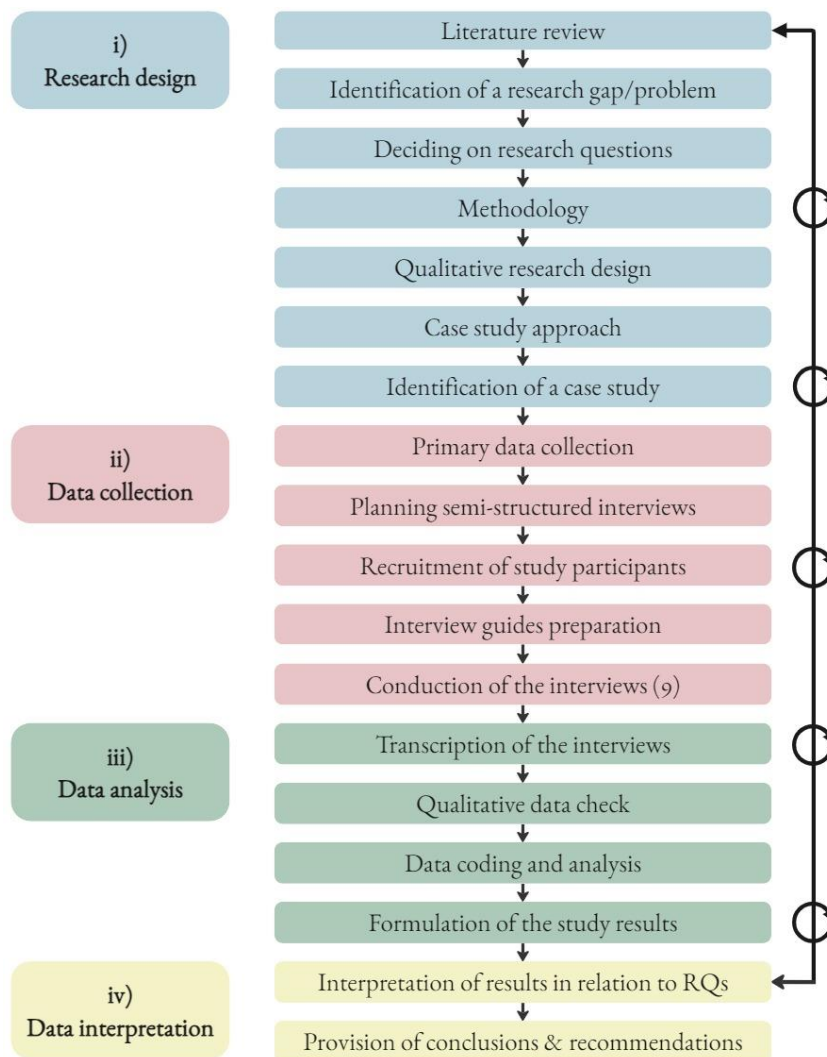 i)
Research design
Literature review
Identification of a research gap/problem
Deciding on research questions
Methodology
Qualitative research design
Case study approach
Identification of a case study
ii)
Data collection
Primary data collection
Planning semi-structured interviews
Recruitment of study participants
Interview guides preparation
Conduction of the interviews (9)
iii)
Data analysis
Transcription of the interviews
Qualitative data check
Data coding and analysis
Formulation of the study results
iv)
Data interpretation
Interpretation of results in relation to RQs
Provision of conclusions & recommendations